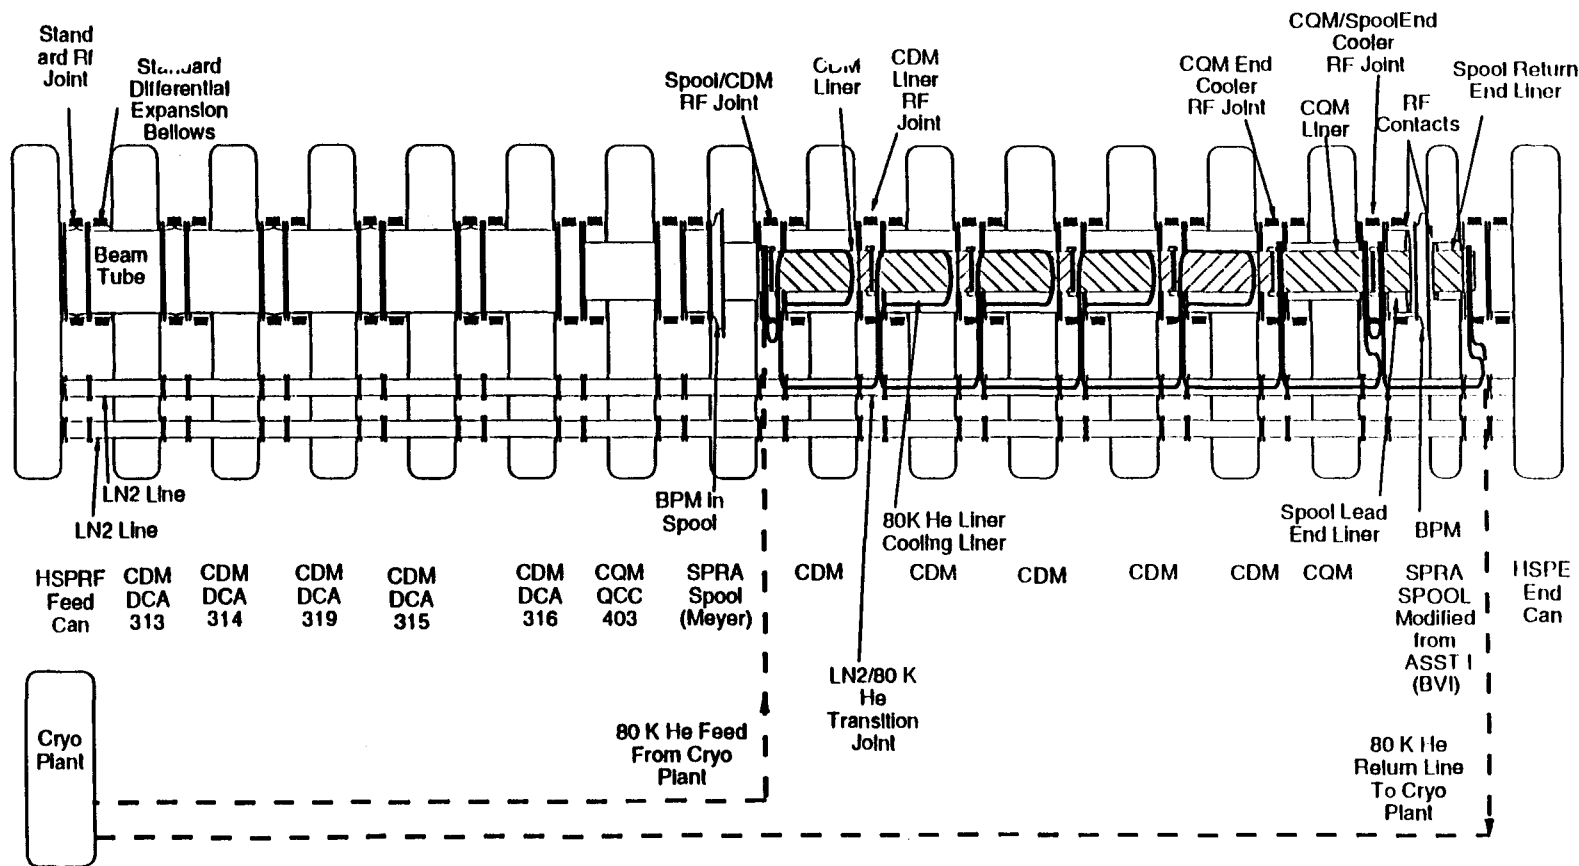 Stand
ard Rf
Joint
Standard
Differential
Expansion
Bellows
Spool/CDM
RF Joint
CDM
Liner
CDM
Liner
RF
Joint
CQM End
Cooler
RF Joint
CQM/SpoolEnd
Cooler
RF Joint
CQM
Liner
RF
Contacts
Spool Return
End Liner
Beam
Tube
LN2 Line
LN2 Line
BPM in
Spool
80K He Liner
Cooling Liner
Spool Lead
End Liner
BPM
HSPRF
Feed
Can
CDM
DCA
313
CDM
DCA
314
CDM
DCA
319
CDM
DCA
315
CDM
DCA
316
CQM
QCC
403
SPRA
Spool
(Meyer)
CDM
CDM
CDM
CDM
CDM
CQM
SPRA
SPOOL
Modified
from
ASST I
(BVI)
HSPE
End
Can
LN2/80 K
He
Transition
Joint
Cryo
Plant
80 K He Feed
From Cryo
Plant
80 K He
Return Line
To Cryo
Plant